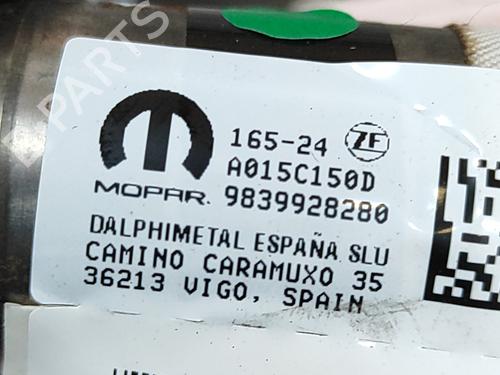 165-24 ZF
A015C150D
MOPAR. 9839928280
DALPHIMETAL ESPAÑA SLU
CAMINO CARAMUXO 35
36213 VIGO, SPAIN
PARTS